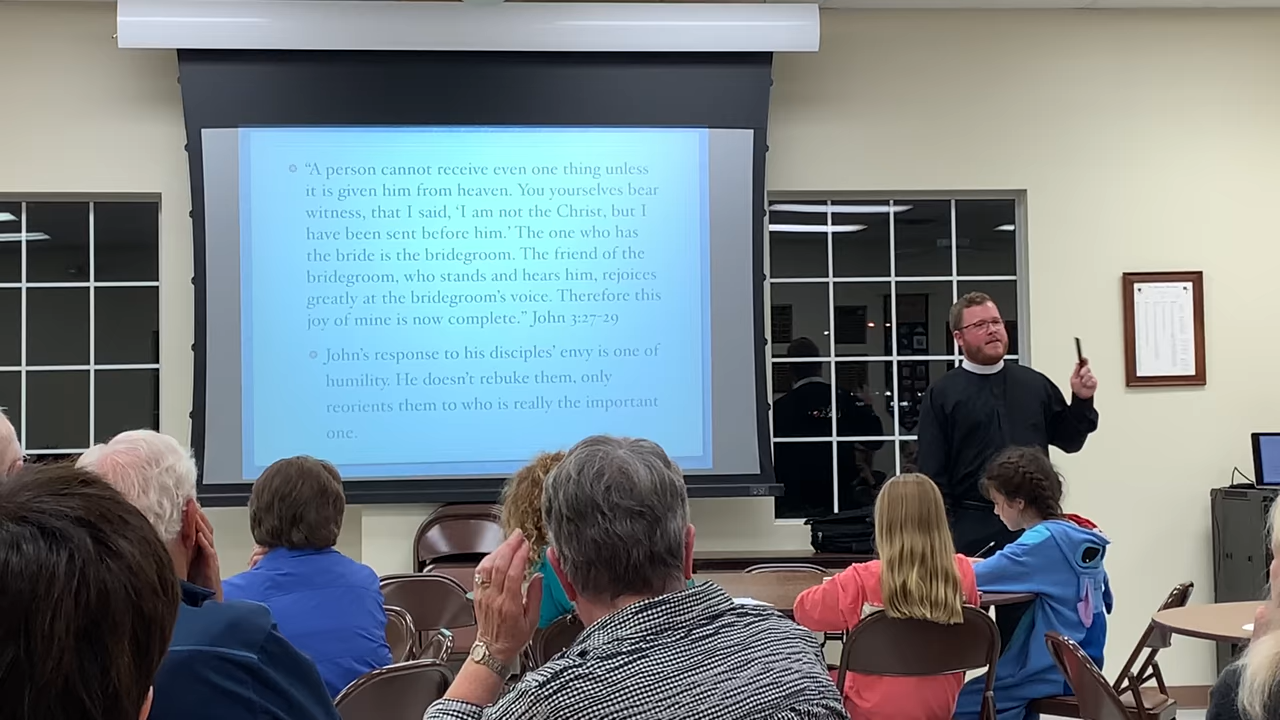 “A person cannot receive even one thing unless
it is given him from heaven. You yourselves bear
witness, that I said, ‘I am not the Christ, but I
have been sent before him.’ The one who has
the bride is the bridegroom. The friend of the
bridegroom, who stands and hears him, rejoices
greatly at the bridegroom’s voice. Therefore this
joy of mine is now complete.” John 3:27-29
John’s response to his disciples’ envy is one of
humility. He doesn’t rebuke them, only
reorients them to who is really the important
one.